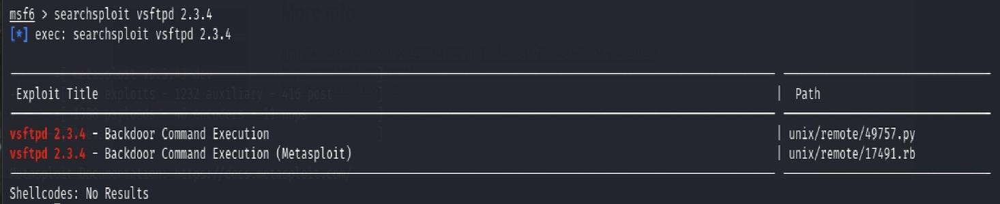 msf6 > searchsploit vsftpd 2.3.4
[*] exec: searchsploit vsftpd 2.3.4
Exploit Title | Path
vsftpd 2.3.4 - Backdoor Command Execution | unix/remote/49757.py
vsftpd 2.3.4 - Backdoor Command Execution (Metasploit) | unix/remote/17491.rb
Shellcodes: No Results